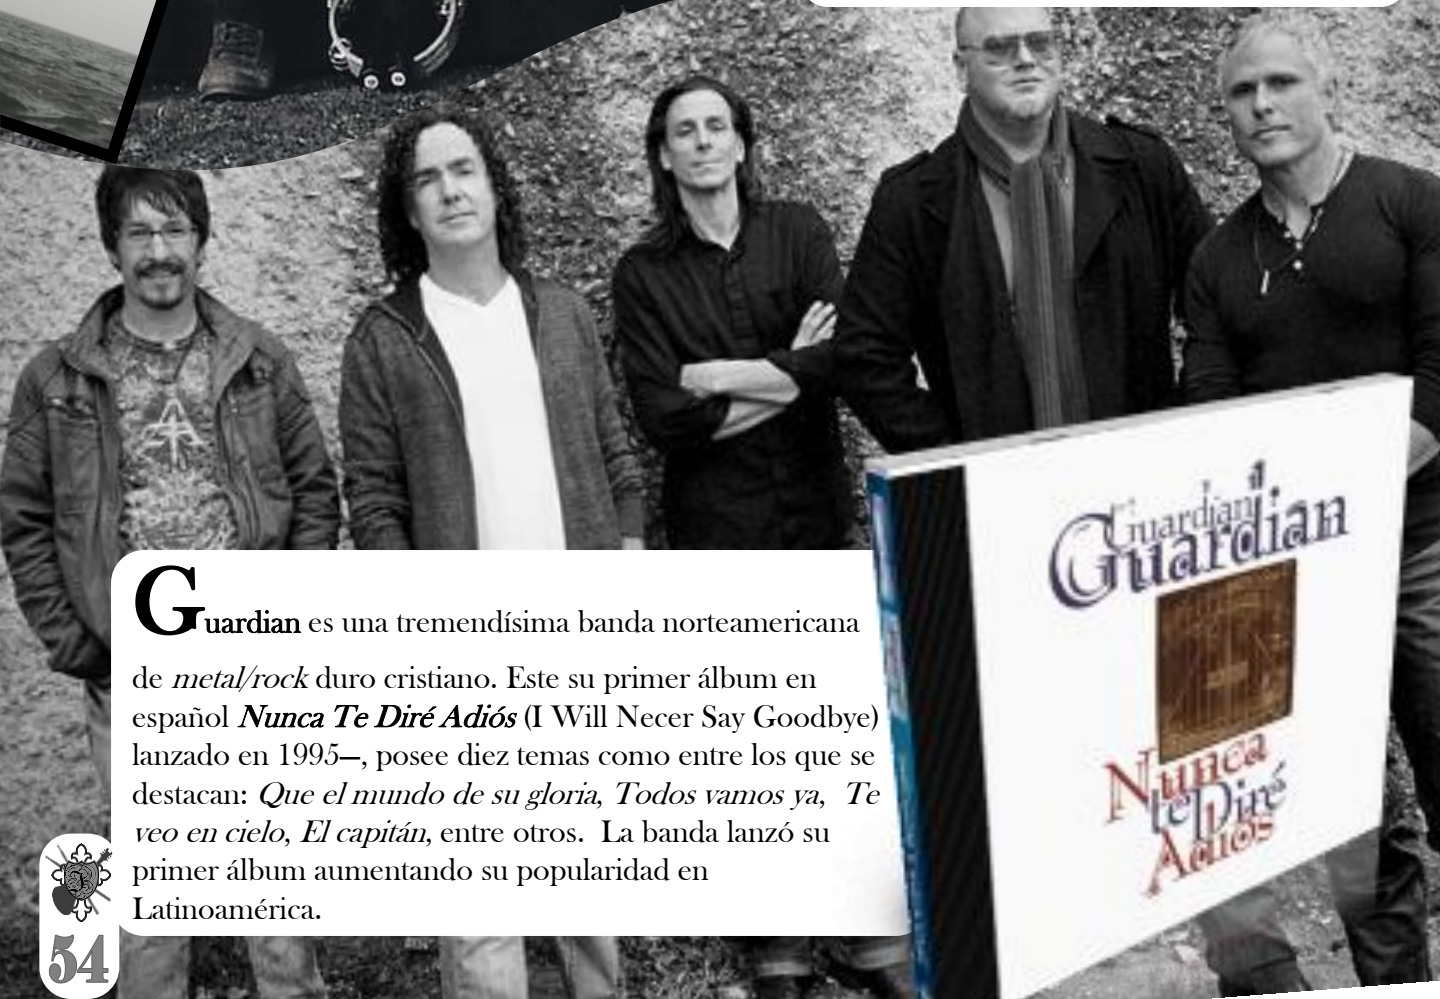 Guardian es una tremendísima banda norteamericana
de metal/rock duro cristiano. Este su primer álbum en
español Nunca Te Diré Adiós (I Will Necer Say Goodbye)
lanzado en 1995–, posee diez temas como entre los que se
destacan: Que el mundo de su gloria, Todos vamos ya, Te
veo en cielo, El capitán, entre otros. La banda lanzó su
primer álbum aumentando su popularidad en
Latinoamérica.
54
Guardian
Guardian
Nunca
te Diré
Adiós